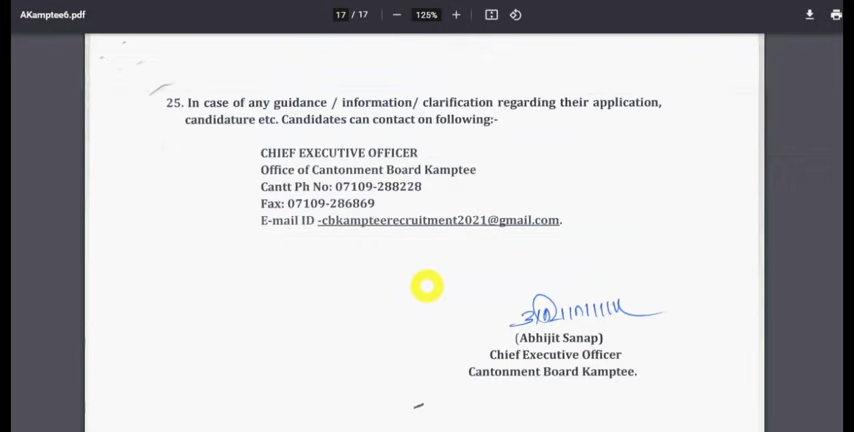 AKamptee6.pdf
17 / 17
125%
25. In case of any guidance / information/ clarification regarding their application,
candidature etc. Candidates can contact on following:-
CHIEF EXECUTIVE OFFICER
Office of Cantonment Board Kamptee
Cantt Ph No: 07109-288228
Fax: 07109-286869
E-mail ID -cbkampteerecruitment2021@gmail.com.
(Abhijit Sanap)
Chief Executive Officer
Cantonment Board Kamptee.